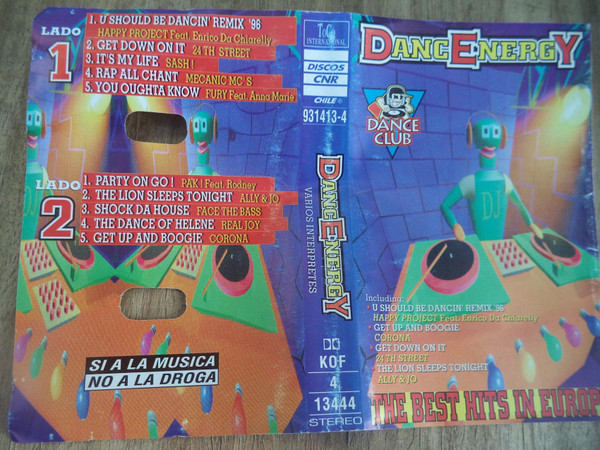 LADO
1
1. U SHOULD BE DANCIN' REMIX '96
HAPPY PROJECT Feat. Enrico Da Chiarelly
2. GET DOWN ON IT 24 TH STREET
3. IT'S MY LIFE SASH!
4. RAP ALL CHANT MECANIC MC'S
5. YOU OUGHTA KNOW FURY Feat. Anna Marie
LADO
2
1. PARTY ON GO! PAK! Feat. Rodney
2. THE LION SLEEPS TONIGHT ALLY & JO
3. SHOCK DA HOUSE FACE THE BASS
4. THE DANCE OF HELENE REAL JOY
5. GET UP AND BOOGIE CORONA
SI A LA MUSICA
NO A LA DROGA
ToCo
INTERNATIONAL
DISCOS
CNR
CHILE
931413-4
DANCENERGY
VARIOS INTERPRETES
KOF
4
13444
STEREO
DANCENERGY
DANCE
CLUB
DJ
Including:
U SHOULD BE DANCIN' REMIX '96
HAPPY PROJECT Feat. Enrico Da Chiarelly
GET UP AND BOOGIE
CORONA
GET DOWN ON IT
24 TH STREET
THE LION SLEEPS TONIGHT
ALLY & JO
THE BEST HITS IN EUROP